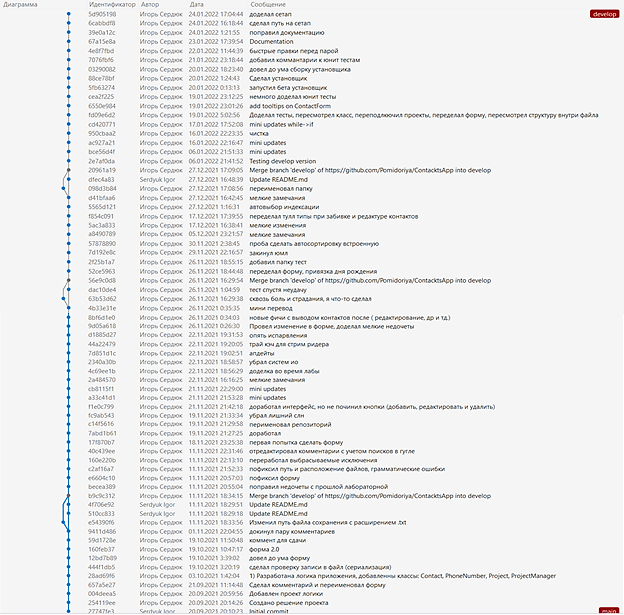 Диаграмма Идентификатор Автор Дата Сообщение
5d905198 Игорь Сердюк 24.01.2022 17:04:44 доделал сетап develop
6cabbdf8 Игорь Сердюк 24.01.2022 16:18:44 сделал путь на сетап
39e0a12c Игорь Сердюк 24.01.2022 1:21:55 поправил документацию
67a15e8a Игорь Сердюк 23.01.2022 17:39:54 Documentation
4e8f7fbd Игорь Сердюк 22.01.2022 11:44:39 быстрые правки перед парой
7076fbf6 Игорь Сердюк 21.01.2022 23:18:44 добавил комментарии к юнит тестам
03290082 Игорь Сердюк 20.01.2022 18:23:40 довел до ума сборку установщика
88ce78bf Игорь Сердюк 20.01.2022 1:24:43 Сделал установщик
5fb63274 Игорь Сердюк 20.01.2022 0:13:13 запустил бета установщик
cea2f225 Игорь Сердюк 19.01.2022 23:12:25 немного доделал юнит тесты
6550e984 Игорь Сердюк 19.01.2022 23:01:26 add tooltips on ContactForm
fd09e6d2 Игорь Сердюк 19.01.2022 5:02:56 Доделал тесты, пересмотрел класс, переподлкючил проекты, переделал форму, пересмотрел структуру внутри файла
cd420771 Игорь Сердюк 17.01.2022 17:52:08 mini updates while->if
950cbaa2 Игорь Сердюк 16.01.2022 22:23:35 чистка
ac927a21 Игорь Сердюк 16.01.2022 22:16:47 mini updates
bce56d4f Игорь Сердюк 06.01.2022 21:51:33 mini updates
2e7af0da Игорь Сердюк 06.01.2022 21:41:52 Testing develop version
20961a19 Игорь Сердюк 27.12.2021 17:09:05 Merge branch 'develop' of https://github.com/Pomidoriya/ContacktsApp into develop
dfec4a83 Serdyuk Igor 27.12.2021 16:48:39 Update README.md
098d3b84 Игорь Сердюк 27.12.2021 17:08:56 переименовал папку
d41bfaa6 Игорь Сердюк 27.12.2021 16:42:45 мелкие замечания
5565d121 Игорь Сердюк 27.12.2021 1:16:31 автовыбор индексации
f854c091 Игорь Сердюк 17.12.2021 17:39:55 переделал тулл типы при забивке и редактуре контактов
5ac3a833 Игорь Сердюк 17.12.2021 16:38:41 мелкие изменения
a8490789 Игорь Сердюк 05.12.2021 23:21:57 мелкие замечания
57878890 Игорь Сердюк 30.11.2021 2:38:45 проба сделать автосортировку встроенную
7d192e8c Игорь Сердюк 29.11.2021 22:16:57 закинул юмл
2f25b1a7 Игорь Сердюк 26.11.2021 18:55:15 добавил папку тест
52ce5963 Игорь Сердюк 26.11.2021 18:44:48 переделал форму, привязка дня рождения
56e9c0d8 Игорь Сердюк 26.11.2021 16:29:54 Merge branch 'develop' of https://github.com/Pomidoriya/ContacktsApp into develop
dac10de4 Игорь Сердюк 26.11.2021 1:04:59 тест спустя неудачу
63b53d62 Игорь Сердюк 26.11.2021 16:29:38 сквозь боль и страдания, я что-то сделал
4b33e31e Игорь Сердюк 26.11.2021 0:35:35 мини перевод
8bf6d1e0 Игорь Сердюк 26.11.2021 0:34:03 новые фичи с выводом контактов после ( редактирование, др и тд.)
9d05a618 Игорь Сердюк 26.11.2021 0:26:30 Провел изменение в форме, доделал мелкие недочеты
d1885d27 Игорь Сердюк 22.11.2021 19:31:53 опять испарвления
44a22479 Игорь Сердюк 22.11.2021 19:20:05 трай кэч для стрим ридера
7d851d1c Игорь Сердюк 22.11.2021 19:02:51 апдейты
2340a30b Игорь Сердюк 22.11.2021 18:58:57 убрал систем ио
4c69ee1b Игорь Сердюк 22.11.2021 18:56:29 доделка во время лабы
2a484570 Игорь Сердюк 22.11.2021 16:16:25 мелкие замечания
cb8115f1 Игорь Сердюк 21.11.2021 22:29:00 mini updates
a33c41d1 Игорь Сердюк 21.11.2021 21:53:28 mini updates
f1e0c799 Игорь Сердюк 21.11.2021 21:42:18 доработал интерфейс, но не починил кнопки (добавить, редактировать и удалить)
fc9ab543 Игорь Сердюк 19.11.2021 21:33:34 убрал лишний слн
c14f5616 Игорь Сердюк 19.11.2021 21:29:58 перименовал репозиторий
7abd1b61 Игорь Сердюк 19.11.2021 21:27:25 доработал
17f870b7 Игорь Сердюк 18.11.2021 23:25:38 первая попытка сделать форму
40c439ee Игорь Сердюк 11.11.2021 22:31:46 отредактировал комментарии с учетом поисков в гугле
160e220b Игорь Сердюк 11.11.2021 22:13:10 переработал выбрасываемые исключения
c2af16a7 Игорь Сердюк 11.11.2021 21:52:33 пофиксил путь и расположение файлов, грамматические ошибки
e6604c10 Игорь Сердюк 11.11.2021 20:57:03 пофиксил форму
becea389 Игорь Сердюк 11.11.2021 20:55:04 поправил недочеты с прошлой лабораторной
b9c9c312 Игорь Сердюк 11.11.2021 18:34:15 Merge branch 'develop' of https://github.com/Pomidoriya/ContacktsApp into develop
4f706e92 Serdyuk Igor 11.11.2021 18:29:51 Update README.md
510cc833 Serdyuk Igor 11.11.2021 18:29:18 Update README.md
e54390f6 Игорь Сердюк 11.11.2021 18:33:56 Изменил путь файла сохранения с расширением .txt
9411d486 Игорь Сердюк 01.11.2021 22:04:55 докинул пару комментариев
59d1728e Игорь Сердюк 19.10.2021 11:50:48 коммент для сдачи
160feb37 Игорь Сердюк 19.10.2021 10:47:17 форма 2.0
12bd7b89 Игорь Сердюк 19.10.2021 3:39:02 довел до ума форму
444f1db5 Игорь Сердюк 19.10.2021 3:20:19 сделал проверку записи в файл (сериализация)
28ad69f6 Игорь Сердюк 03.10.2021 1:42:04 1) Разработана логика приложения, добавленны классы: Contact, PhoneNumber, Project, ProjectManager
657a5e27 Игорь Сердюк 21.09.2021 11:14:48 Сделал комментарий и переименовал форму
004deea5 Игорь Сердюк 20.09.2021 20:59:56 Добавлен проект логики
254119ee Игорь Сердюк 20.09.2021 20:14:26 Создано решение проекта
27747fe3 Serdyuk Igor 20.09.2021 20:10:23 Initial commit main